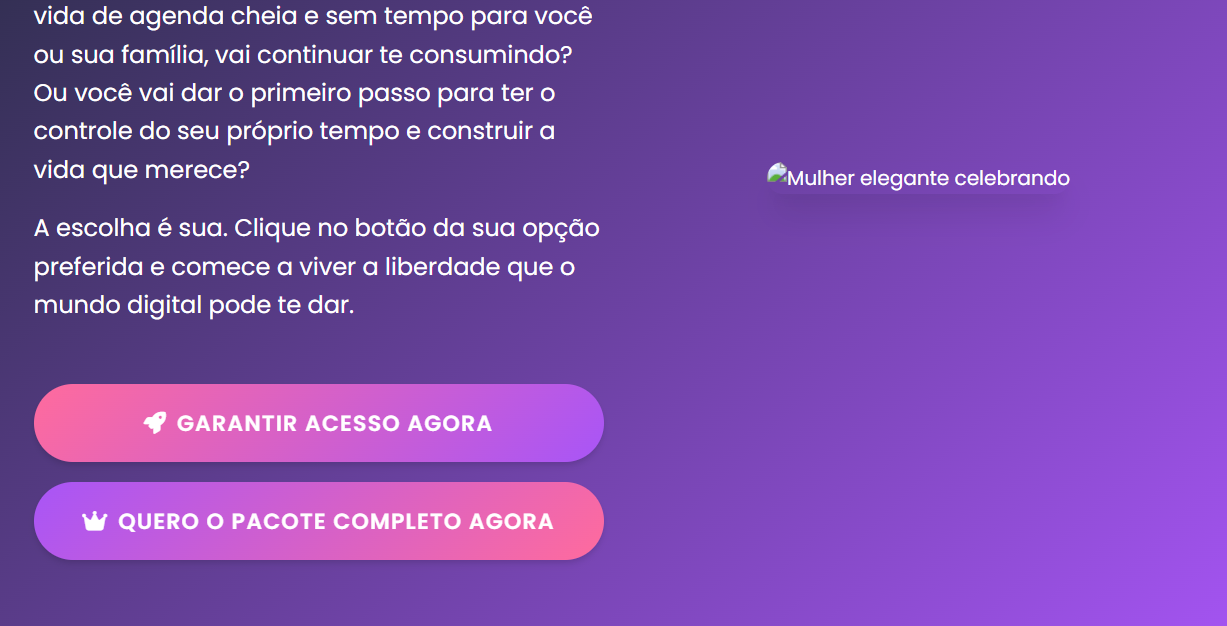 vida de agenda cheia e sem tempo para você
ou sua família, vai continuar te consumindo?
Ou você vai dar o primeiro passo para ter o
controle do seu próprio tempo e construir a
vida que merece?
A escolha é sua. Clique no botão da sua opção
preferida e comece a viver a liberdade que o
mundo digital pode te dar.
GARANTIR ACESSO AGORA
QUERO O PACOTE COMPLETO AGORA
Mulher elegante celebrando